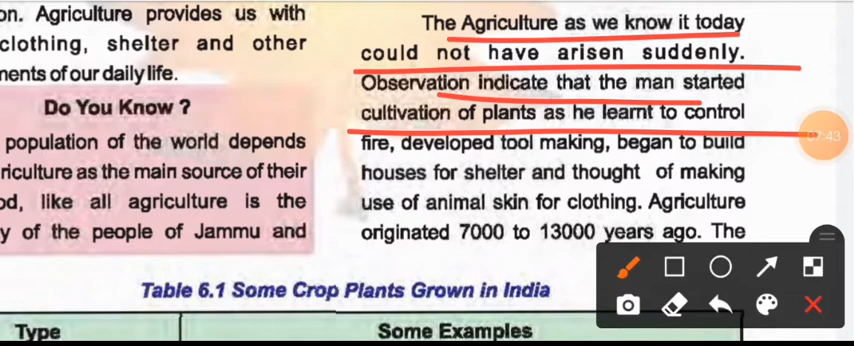 on. Agriculture provides us with
clothing, shelter and other
ments of our daily life.
Do You Know ?
population of the world depends
riculture as the main source of their
od, like all agriculture is the
y of the people of Jammu and
The Agriculture as we know it today
could not have arisen suddenly.
Observation indicate that the man started
cultivation of plants as he learnt to control
fire, developed tool making, began to build
houses for shelter and thought of making
use of animal skin for clothing. Agriculture
originated 7000 to 13000 years ago. The
07:43
Table 6.1 Some Crop Plants Grown in India
Type
Some Examples